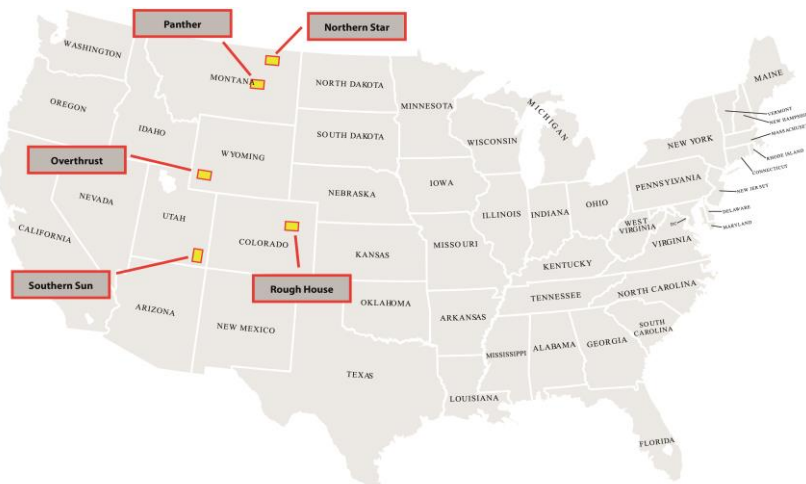 Panther
Northern Star
WASHINGTON
MONTANA
NORTH DAKOTA
MINNESOTA
MICHIGAN
MAINE
OREGON
IDAHO
VERMONT
NEW HAMPSHIRE
MASSACHUSETTS
SOUTH DAKOTA
WISCONSIN
NEW YORK
RHODE ISLAND
CONNECTICUT
Overthrust
WYOMING
IOWA
PENNSYLVANIA
NEW JERSEY
NEVADA
UTAH
NEBRASKA
ILLINOIS
INDIANA
OHIO
DELAWARE
MARYLAND
CALIFORNIA
COLORADO
KANSAS
MISSOURI
WEST
VIRGINIA
DC
VIRGINIA
KENTUCKY
Southern Sun
Rough House
ARIZONA
NEW MEXICO
OKLAHOMA
ARKANSAS
TENNESSEE
NORTH CAROLINA
SOUTH
CAROLINA
TEXAS
MISSISSIPPI
ALABAMA
GEORGIA
LOUISIANA
FLORIDA